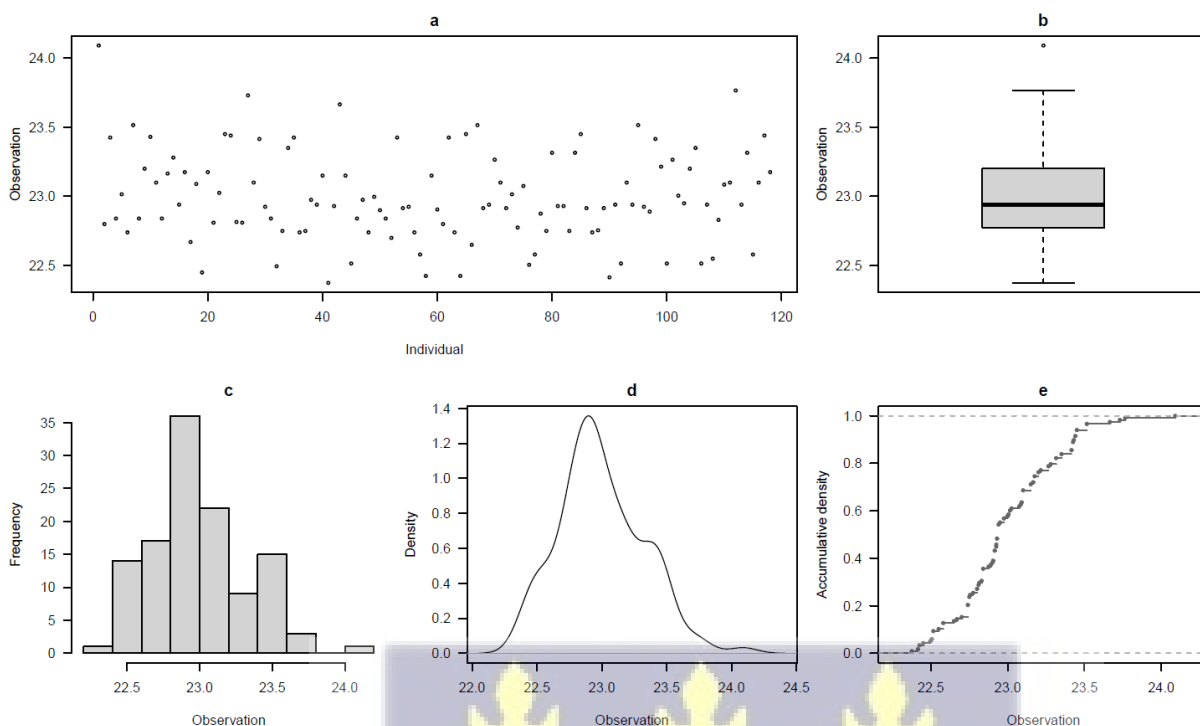 a
24.0
23.5
23.0
22.5
Observation
0 20 40 60 80 100 120
Individual
b
24.0
23.5
23.0
22.5
Observation
c
35
30
25
20
15
10
5
0
Frequency
22.5 23.0 23.5 24.0
Observation
d
1.4
1.2
1.0
0.8
0.6
0.4
0.2
0.0
Density
22.0 22.5 23.0 23.5 24.0 24.5
Observation
e
1.0
0.8
0.6
0.4
0.2
0.0
Accumulative density
22.5 23.0 23.5 24.0
Observation